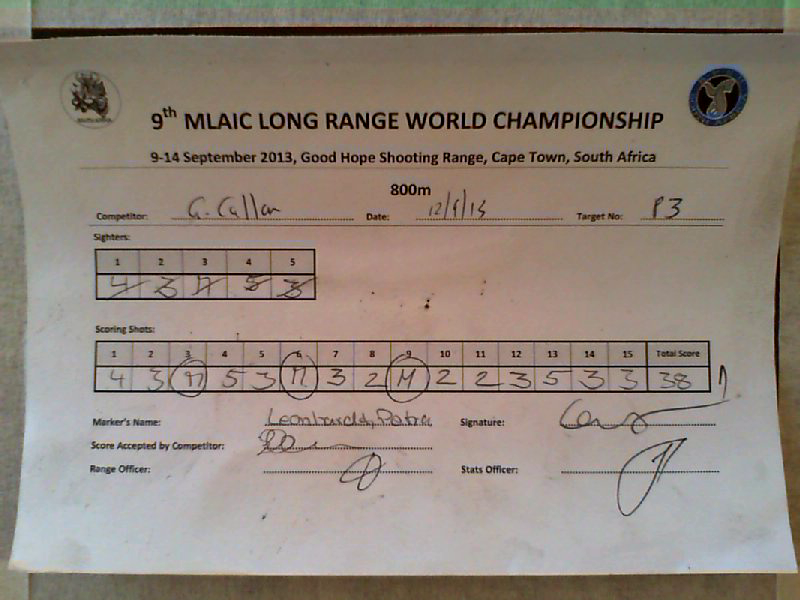 SOUTH AFRICA
9th MLAIC LONG RANGE WORLD CHAMPIONSHIP
9-14 September 2013, Good Hope Shooting Range, Cape Town, South Africa
800m
Competitor: G. Callan Date: 12/9/13 Target No: P3
Sighters:
1 2 3 4 5
4 3 M 5 3
Scoring Shots:
1 2 3 4 5 6 7 8 9 10 11 12 13 14 15 Total Score
4 3 M 5 3 M 3 2 M 2 2 3 5 3 3 38
Marker's Name: Leonhardt, Petra Signature:
Score Accepted by Competitor:
Range Officer: Stats Officer: